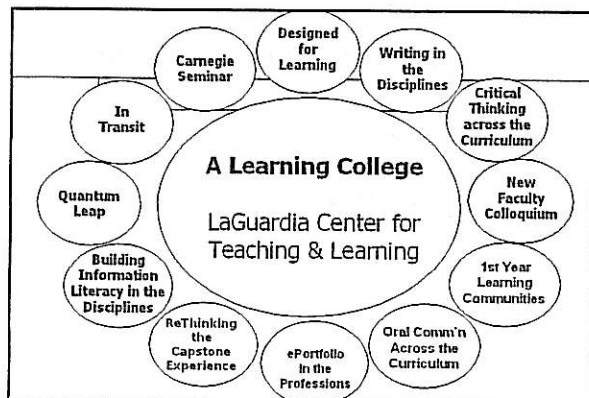 Designed
for
Learning
Writing in
the
Disciplines
Critical
Thinking
across the
Curriculum
New
Faculty
Colloquium
1st Year
Learning
Communities
Oral Comm'n
Across the
Curriculum
ePortfolio
in the
Professions
ReThinking
the
Capstone
Experience
Building
Information
Literacy in the
Disciplines
Quantum
Leap
In
Transit
Carnegie
Seminar
A Learning College
LaGuardia Center for
Teaching & Learning